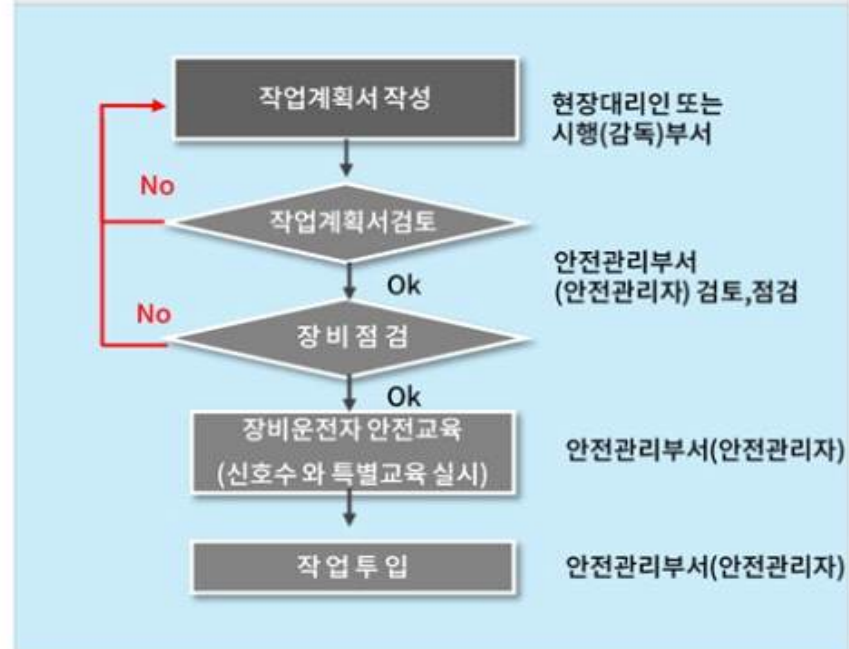 작업계획서 작성
현장대리인 또는
시행(감독)부서
No
작업계획서검토
안전관리부서
(안전관리자) 검토,점검
Ok
No
장 비 점 검
Ok
장비운전자 안전교육
(신호수 와 특별교육 실시)
안전관리부서(안전관리자)
작 업 투 입
안전관리부서(안전관리자)